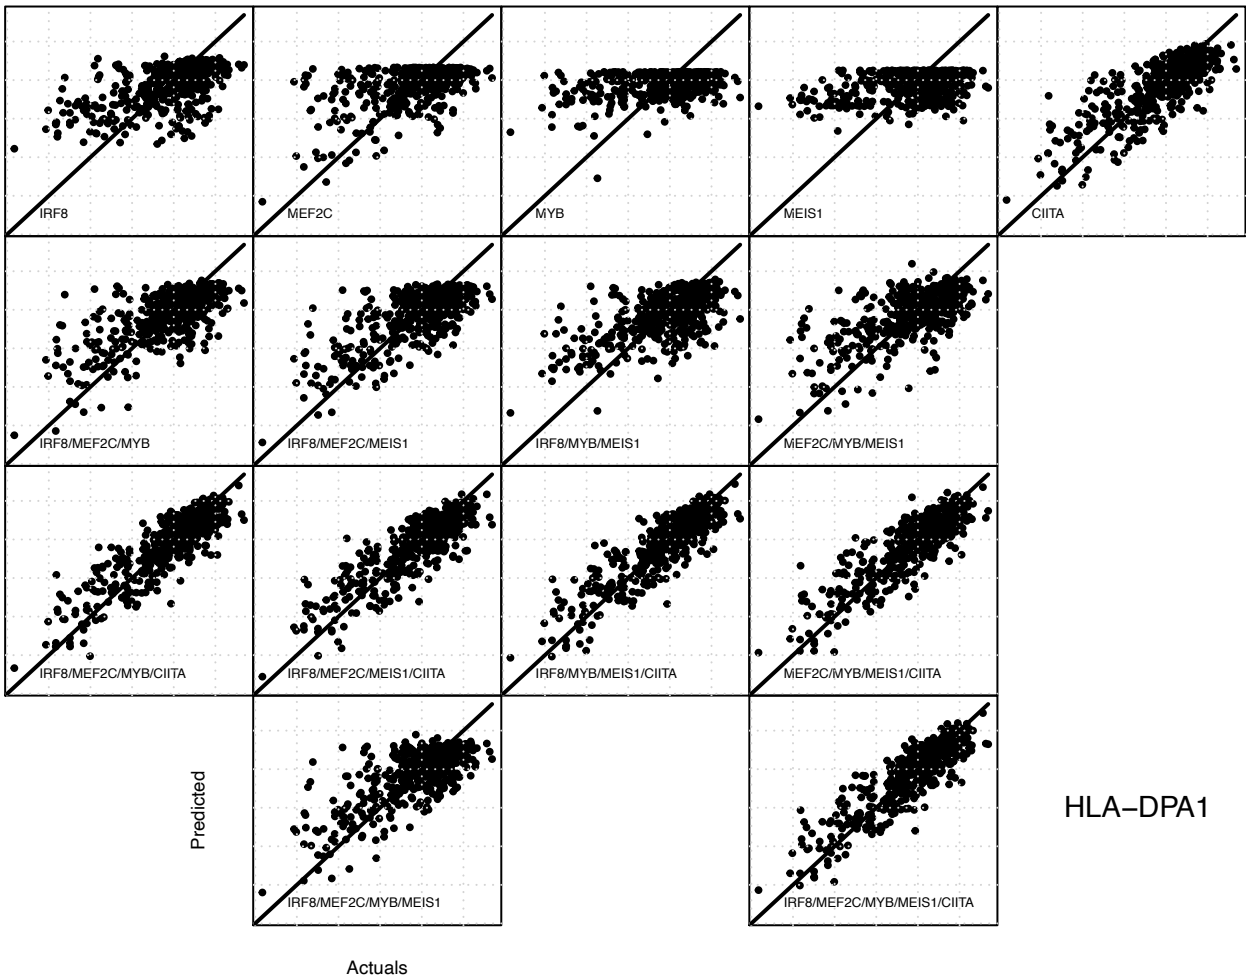 IRF8
MEF2C
MYB
MEIS1
CIITA
IRF8/MEF2C/MYB
IRF8/MEF2C/MEIS1
IRF8/MYB/MEIS1
MEF2C/MYB/MEIS1
IRF8/MEF2C/MYB/CIITA
IRF8/MEF2C/MEIS1/CIITA
IRF8/MYB/MEIS1/CIITA
MEF2C/MYB/MEIS1/CIITA
Predicted
IRF8/MEF2C/MYB/MEIS1
IRF8/MEF2C/MYB/MEIS1/CIITA
HLA−DPA1
Actuals